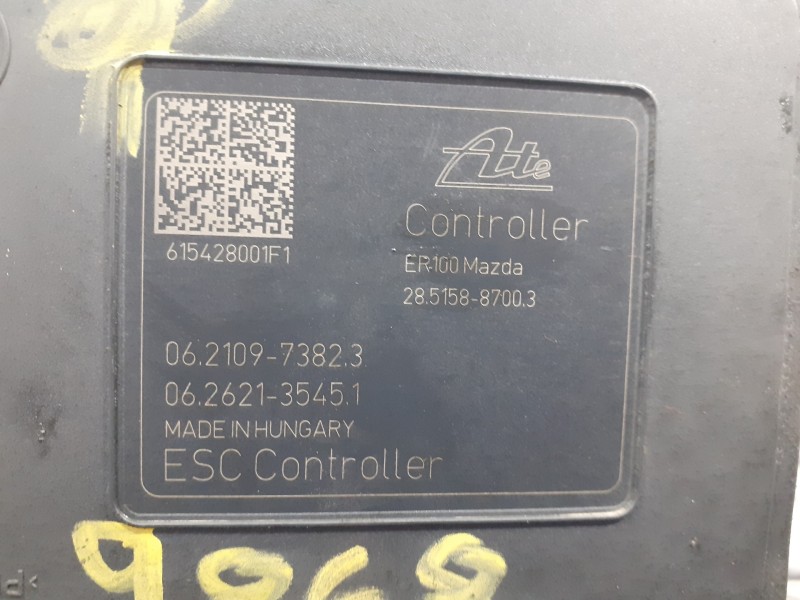 Ate
615428001F1
Controller
ER100 Mazda
28.5158-8700.3
06.2109-7382.3
06.2621-3545.1
MADE IN HUNGARY
ESC Controller